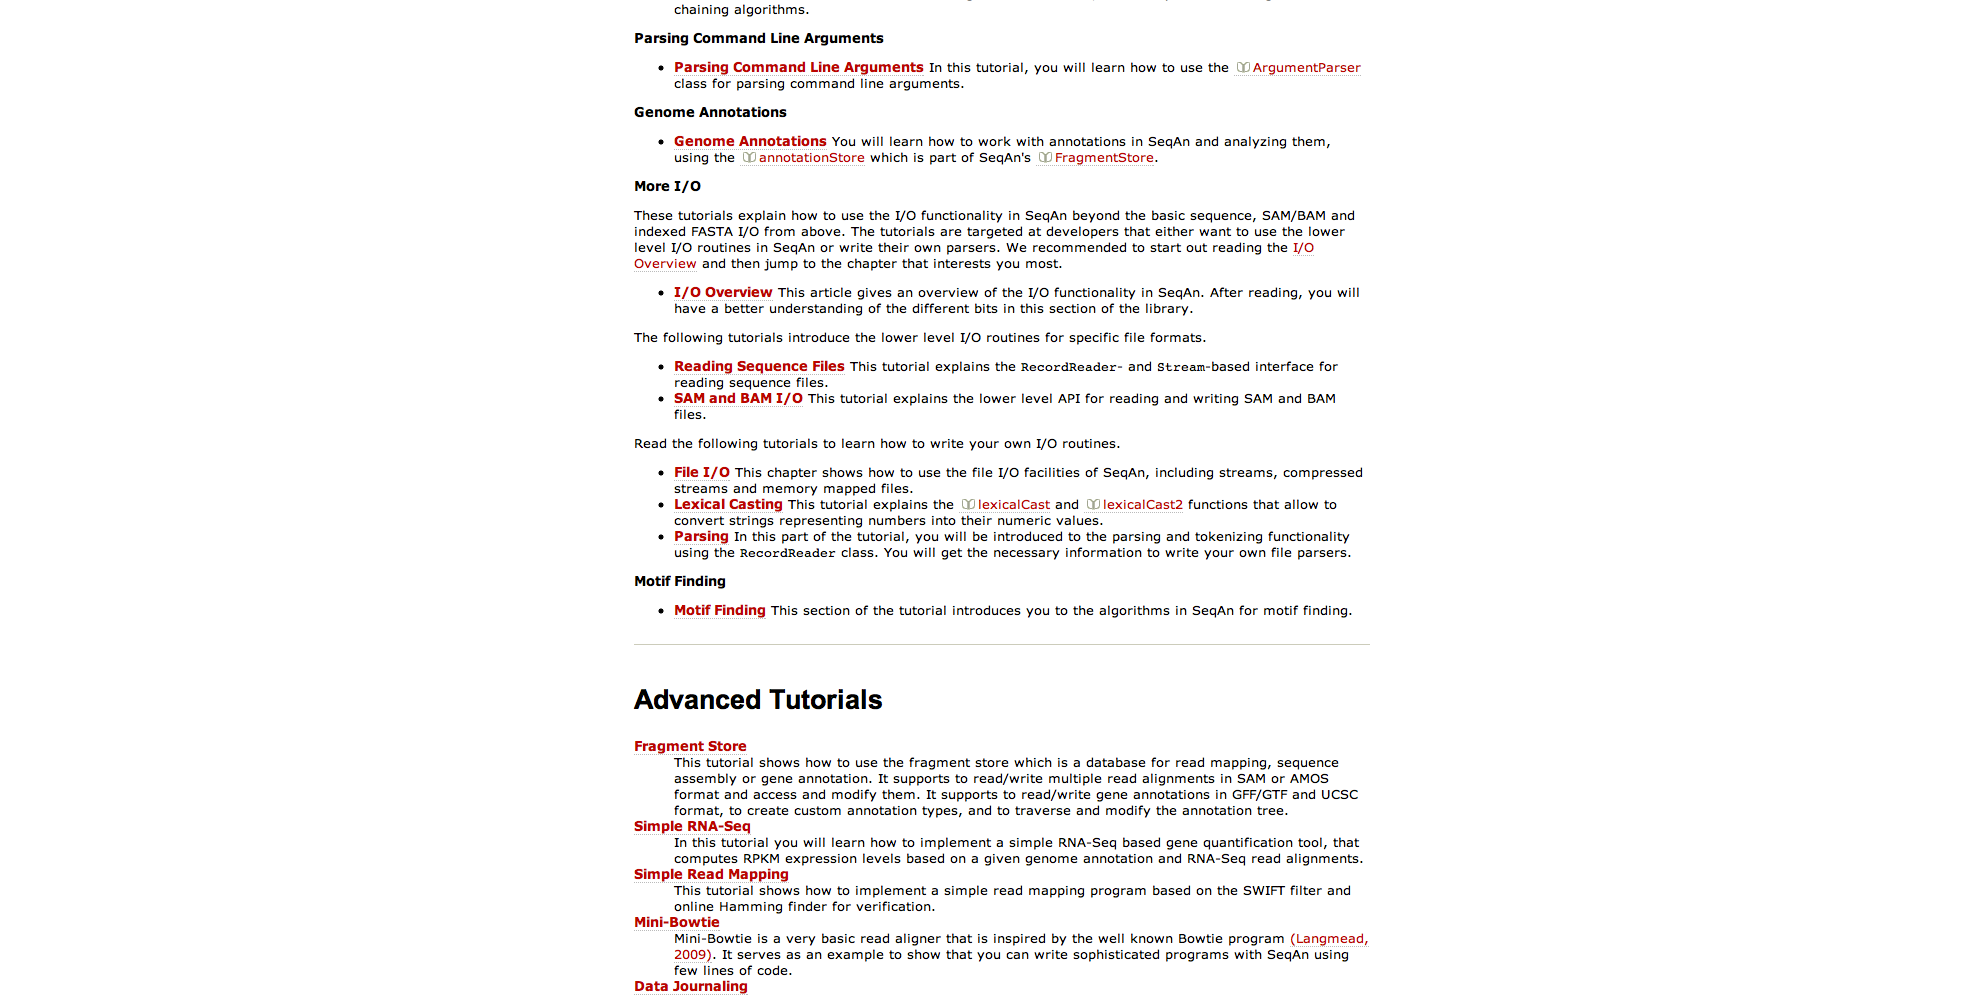 chaining algorithms.
Parsing Command Line Arguments
Parsing Command Line Arguments In this tutorial, you will learn how to use the ArgumentParser
class for parsing command line arguments.
Genome Annotations
Genome Annotations You will learn how to work with annotations in SeqAn and analyzing them,
using the annotationStore which is part of SeqAn's FragmentStore.
More I/O
These tutorials explain how to use the I/O functionality in SeqAn beyond the basic sequence, SAM/BAM and
indexed FASTA I/O from above. The tutorials are targeted at developers that either want to use the lower
level I/O routines in SeqAn or write their own parsers. We recommended to start out reading the I/O
Overview and then jump to the chapter that interests you most.
I/O Overview This article gives an overview of the I/O functionality in SeqAn. After reading, you will
have a better understanding of the different bits in this section of the library.
The following tutorials introduce the lower level I/O routines for specific file formats.
Reading Sequence Files This tutorial explains the RecordReader- and Stream-based interface for
reading sequence files.
SAM and BAM I/O This tutorial explains the lower level API for reading and writing SAM and BAM
files.
Read the following tutorials to learn how to write your own I/O routines.
File I/O This chapter shows how to use the file I/O facilities of SeqAn, including streams, compressed
streams and memory mapped files.
Lexical Casting This tutorial explains the lexicalCast and lexicalCast2 functions that allow to
convert strings representing numbers into their numeric values.
Parsing In this part of the tutorial, you will be introduced to the parsing and tokenizing functionality
using the RecordReader class. You will get the necessary information to write your own file parsers.
Motif Finding
Motif Finding This section of the tutorial introduces you to the algorithms in SeqAn for motif finding.
Advanced Tutorials
Fragment Store
This tutorial shows how to use the fragment store which is a database for read mapping, sequence
assembly or gene annotation. It supports to read/write multiple read alignments in SAM or AMOS
format and access and modify them. It supports to read/write gene annotations in GFF/GTF and UCSC
format, to create custom annotation types, and to traverse and modify the annotation tree.
Simple RNA-Seq
In this tutorial you will learn how to implement a simple RNA-Seq based gene quantification tool, that
computes RPKM expression levels based on a given genome annotation and RNA-Seq read alignments.
Simple Read Mapping
This tutorial shows how to implement a simple read mapping program based on the SWIFT filter and
online Hamming finder for verification.
Mini-Bowtie
Mini-Bowtie is a very basic read aligner that is inspired by the well known Bowtie program (Langmead,
2009). It serves as an example to show that you can write sophisticated programs with SeqAn using
few lines of code.
Data Journaling